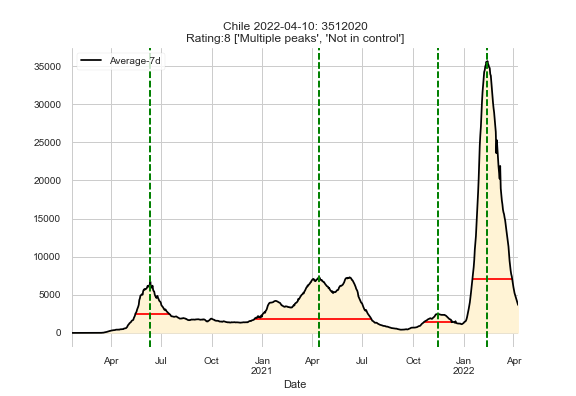 Chile 2022-04-10: 3512020
Rating:8 ['Multiple peaks', 'Not in control']
Average-7d
35000
30000
25000
20000
15000
10000
5000
0
Apr Jul Oct Jan Apr Jul Oct Jan Apr
2021 2022
Date